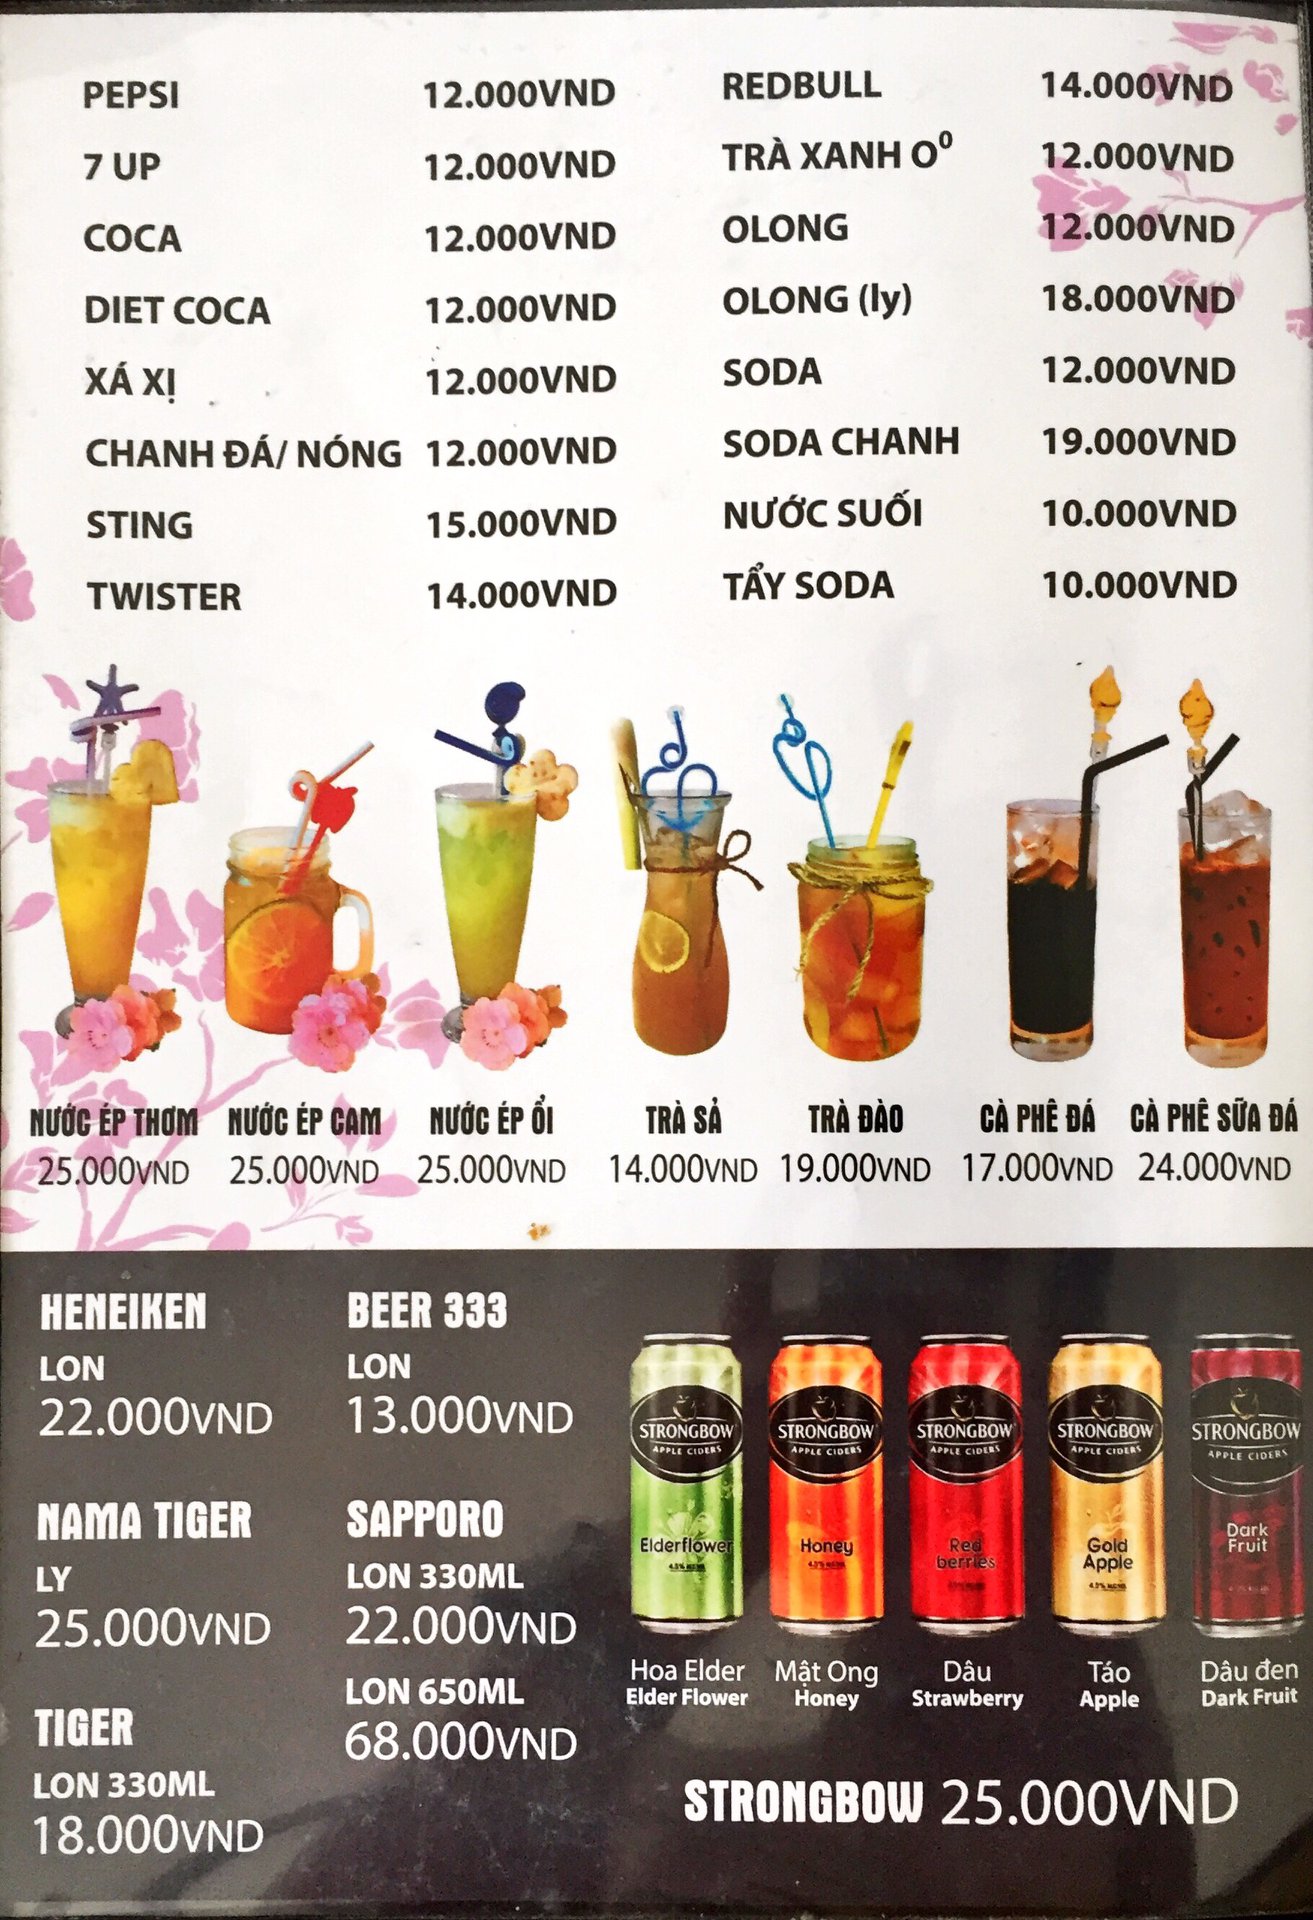 PEPSI 12.000VND
7 UP 12.000VND
COCA 12.000VND
DIET COCA 12.000VND
XÁ XỊ 12.000VND
CHANH ĐÁ/ NÓNG 12.000VND
STING 15.000VND
TWISTER 14.000VND
REDBULL 14.000VND
TRÀ XANH O⁰ 12.000VND
OLONG 12.000VND
OLONG (ly) 18.000VND
SODA 12.000VND
SODA CHANH 19.000VND
NƯỚC SUỐI 10.000VND
TẨY SODA 10.000VND
NƯỚC ÉP THƠM
25.000VND
NƯỚC ÉP CAM
25.000VND
NƯỚC ÉP ỔI
25.000VND
TRÀ SẢ
14.000VND
TRÀ ĐÀO
19.000VND
CÀ PHÊ ĐÁ
17.000VND
CÀ PHÊ SỮA ĐÁ
24.000VND
HENEIKEN
LON
22.000VND
NAMA TIGER
LY
25.000VND
TIGER
LON 330ML
18.000VND
BEER 333
LON
13.000VND
SAPPORO
LON 330ML
22.000VND
LON 650ML
68.000VND
STRONGBOW
APPLE CIDERS
Elderflower
Hoa Elder
Elder Flower
STRONGBOW
APPLE CIDERS
Honey
Mật Ong
Honey
STRONGBOW
APPLE CIDERS
Red
berries
Dâu
Strawberry
STRONGBOW
APPLE CIDERS
Gold
Apple
Táo
Apple
STRONGBOW
APPLE CIDERS
Dark
Fruit
Dâu đen
Dark Fruit
STRONGBOW 25.000VND